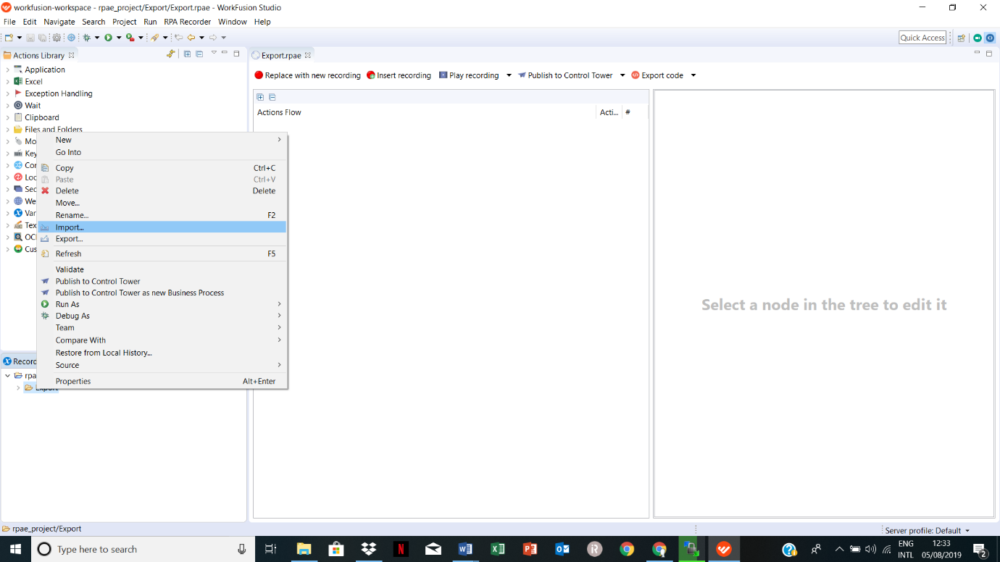 workfusion-workspace - rpae_project/Export/Export.rpae - WorkFusion Studio
File Edit Navigate Search Project Run RPA Recorder Window Help
Quick Access
Actions Library
Application
Excel
Exception Handling
Wait
Clipboard
Files and Folders
Mo
Key
Cor
Loc
Sec
We
Var
Tex
OC
Cus
New
Go Into
Copy Ctrl+C
Paste Ctrl+V
Delete Delete
Move...
Rename... F2
Import...
Export...
Refresh F5
Validate
Publish to Control Tower
Publish to Control Tower as new Business Process
Run As
Debug As
Team
Compare With
Restore from Local History...
Source
Properties Alt+Enter
Recor
rpa
Export
Export.rpae
Replace with new recording Insert recording Play recording Publish to Control Tower Export code
Actions Flow Acti... #
Select a node in the tree to edit it
rpae_project/Export
Server profile: Default
Type here to search
ENG
INTL
12:33
05/08/2019
2